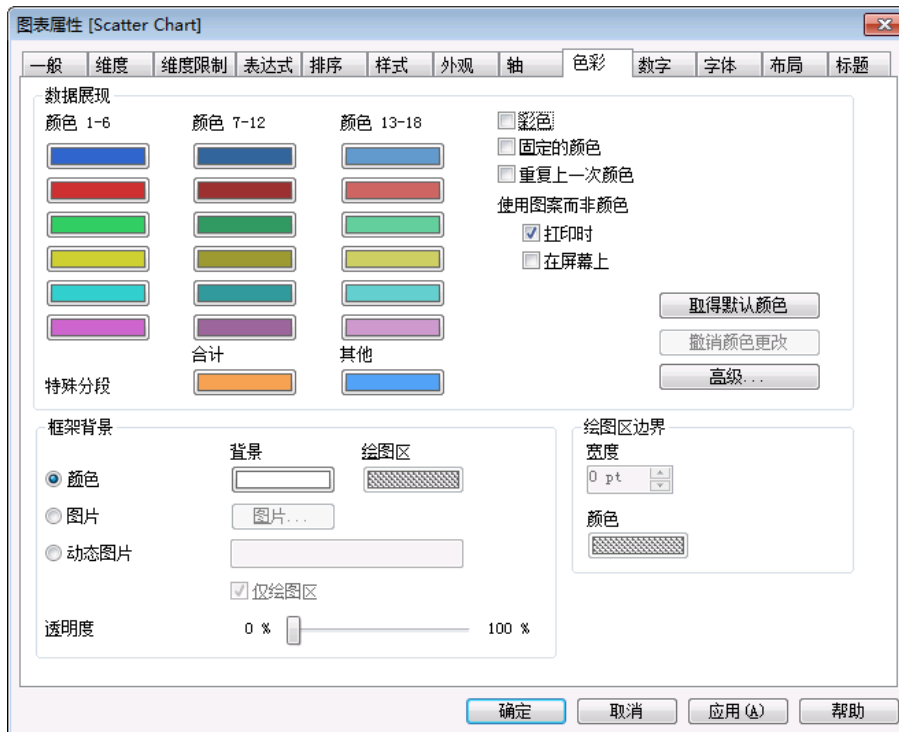 图表属性 [Scatter Chart]
一般 维度 维度限制 表达式 排序 样式 外观 轴 色彩 数字 字体 布局 标题
数据展现
颜色 1-6 颜色 7-12 颜色 13-18
彩色
固定的颜色
重复上一次颜色
使用图案而非颜色
打印时
在屏幕上
取得默认颜色
撤销颜色更改
高级...
合计 其他
特殊分段
框架背景
背景 绘图区
颜色
图片 图片...
动态图片
仅绘图区
透明度 0 % 100 %
绘图区边界
宽度
0 pt
颜色
确定 取消 应用(A) 帮助